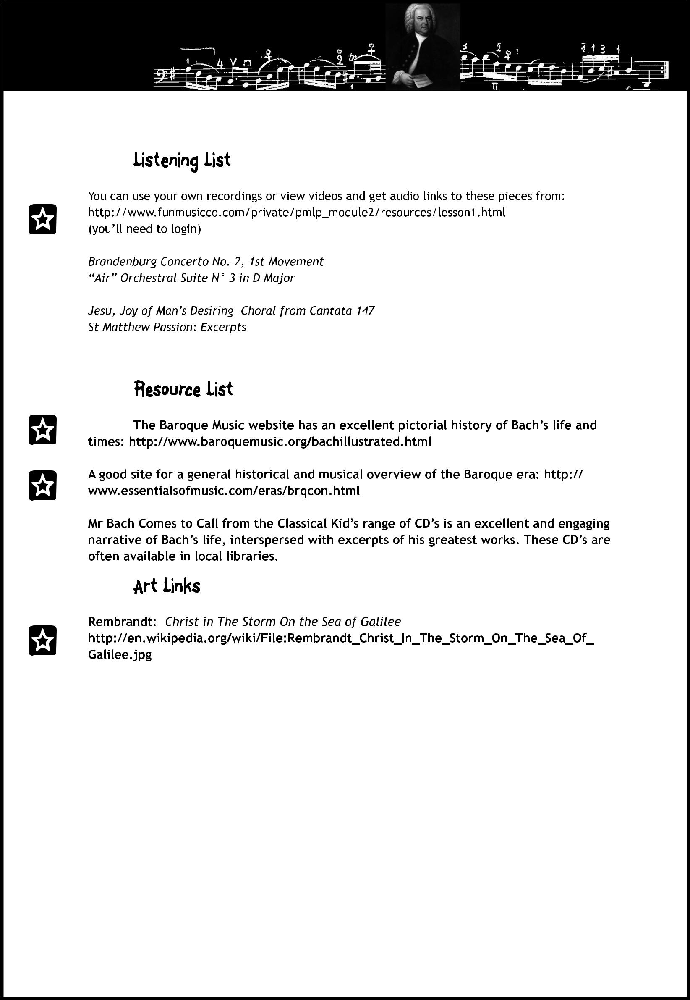 Listening List
You can use your own recordings or view videos and get audio links to these pieces from:
http://www.funmusicco.com/private/pmlp_module2/resources/lesson1.html
(you’ll need to login)
Brandenburg Concerto No. 2, 1st Movement
“Air” Orchestral Suite N° 3 in D Major
Jesu, Joy of Man’s Desiring  Choral from Cantata 147
St Matthew Passion: Excerpts
Resource List
The Baroque Music website has an excellent pictorial history of Bach’s life and
times: http://www.baroquemusic.org/bachillustrated.html
A good site for a general historical and musical overview of the Baroque era: http://
www.essentialsofmusic.com/eras/brqcon.html
Mr Bach Comes to Call from the Classical Kid’s range of CD’s is an excellent and engaging
narrative of Bach’s life, interspersed with excerpts of his greatest works. These CD’s are
often available in local libraries.
Art Links
Rembrandt:  Christ in The Storm On the Sea of Galilee
http://en.wikipedia.org/wiki/File:Rembrandt_Christ_In_The_Storm_On_The_Sea_Of_
Galilee.jpg